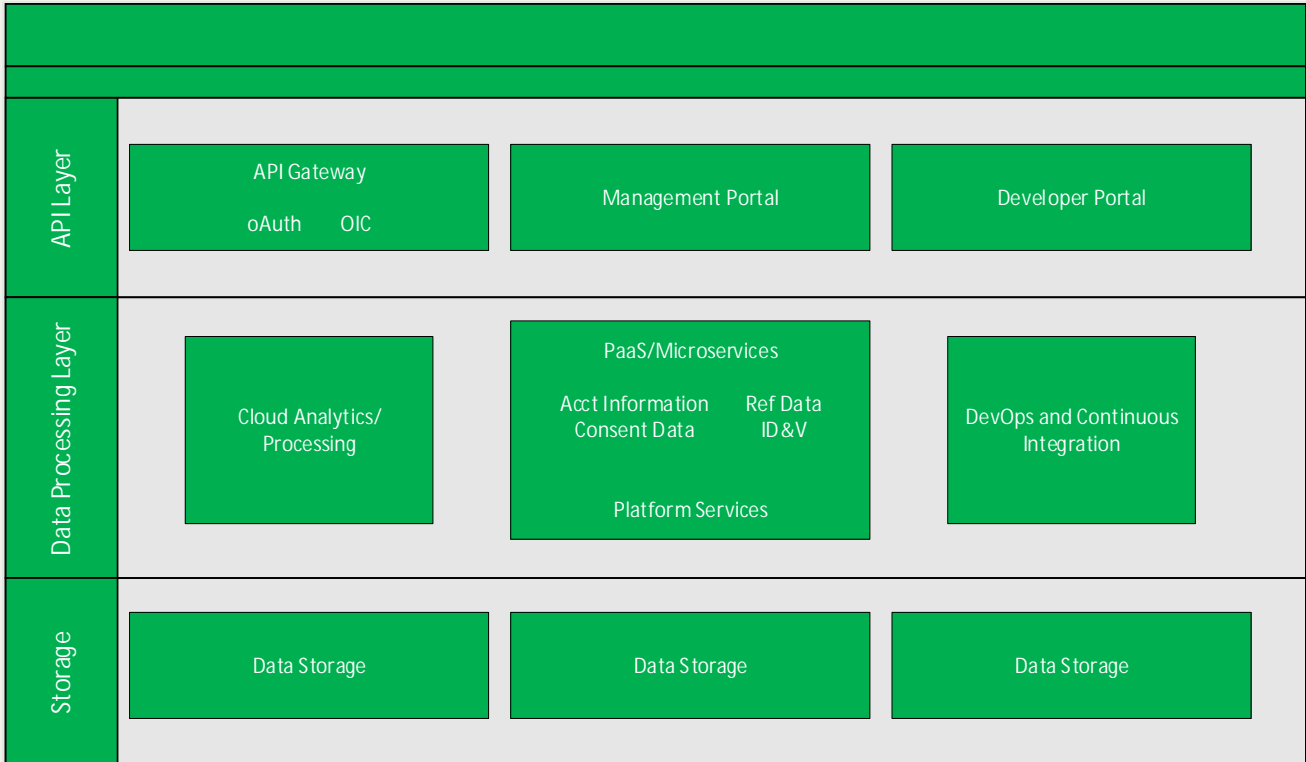 API Layer
API Gateway
oAuth OIC
Management Portal
Developer Portal
Data Processing Layer
Cloud Analytics/
Processing
PaaS/Microservices
Acct Information Ref Data
Consent Data ID&V
Platform Services
DevOps and Continuous
Integration
Storage
Data Storage
Data Storage
Data Storage